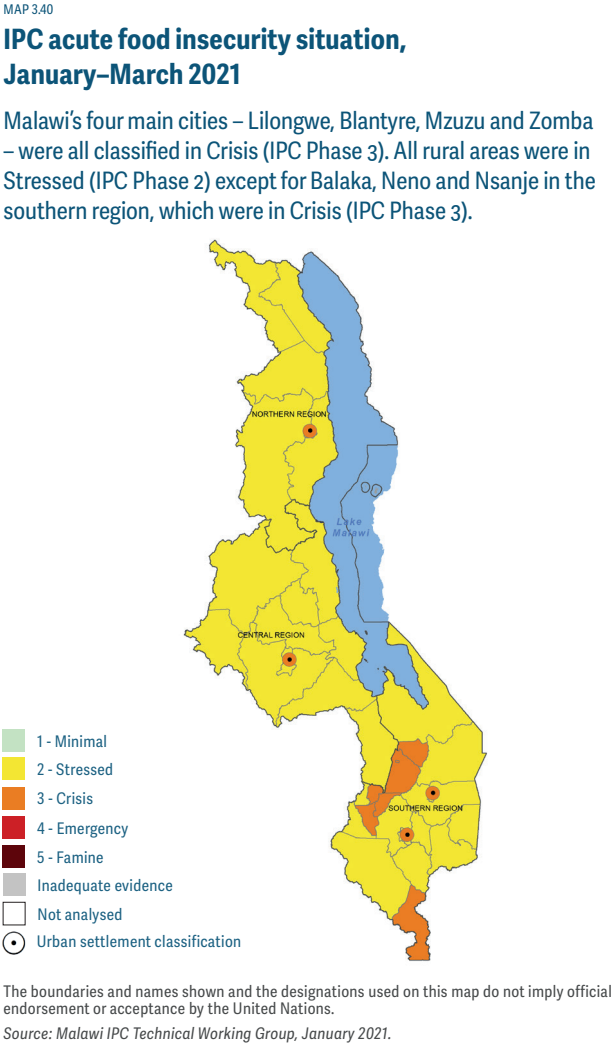 MAP 3.40
IPC acute food insecurity situation,
January–March 2021
Malawi's four main cities – Lilongwe, Blantyre, Mzuzu and Zomba
– were all classified in Crisis (IPC Phase 3). All rural areas were in
Stressed (IPC Phase 2) except for Balaka, Neno and Nsanje in the
southern region, which were in Crisis (IPC Phase 3).
NORTHERN REGION
Lake
Malawi
CENTRAL REGION
SOUTHERN REGION
1 - Minimal
2 - Stressed
3 - Crisis
4 - Emergency
5 - Famine
Inadequate evidence
Not analysed
Urban settlement classification
The boundaries and names shown and the designations used on this map do not imply official
endorsement or acceptance by the United Nations.
Source: Malawi IPC Technical Working Group, January 2021.